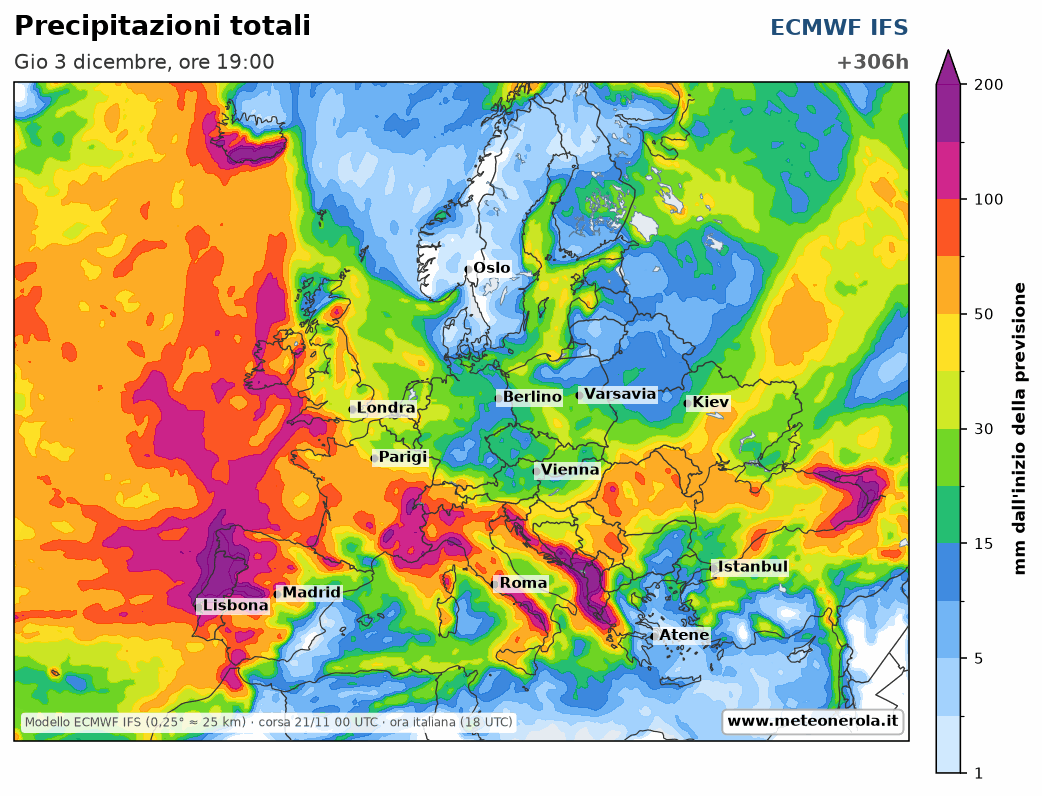 Precipitazioni totali
ECMWF IFS
Gio 3 dicembre, ore 19:00
+306h
200
100
50
30
15
5
1
mm dall'inizio della previsione
Oslo
Londra
Berlino
Varsavia
Kiev
Parigi
Vienna
Istanbul
Roma
Madrid
Lisbona
Atene
Modello ECMWF IFS (0,25° ≈ 25 km) · corsa 21/11 00 UTC · ora italiana (18 UTC)
www.meteonerola.it